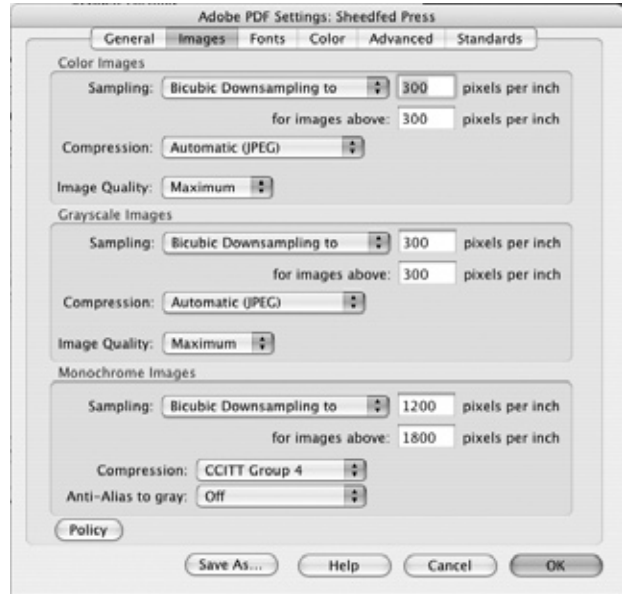 Adobe PDF Settings: Sheedfed Press
General Images Fonts Color Advanced Standards
Color Images
Sampling: Bicubic Downsampling to 300 pixels per inch
for images above: 300 pixels per inch
Compression: Automatic (JPEG)
Image Quality: Maximum
Grayscale Images
Sampling: Bicubic Downsampling to 300 pixels per inch
for images above: 300 pixels per inch
Compression: Automatic (JPEG)
Image Quality: Maximum
Monochrome Images
Sampling: Bicubic Downsampling to 1200 pixels per inch
for images above: 1800 pixels per inch
Compression: CCITT Group 4
Anti-Alias to gray: Off
Policy
Save As... Help Cancel OK